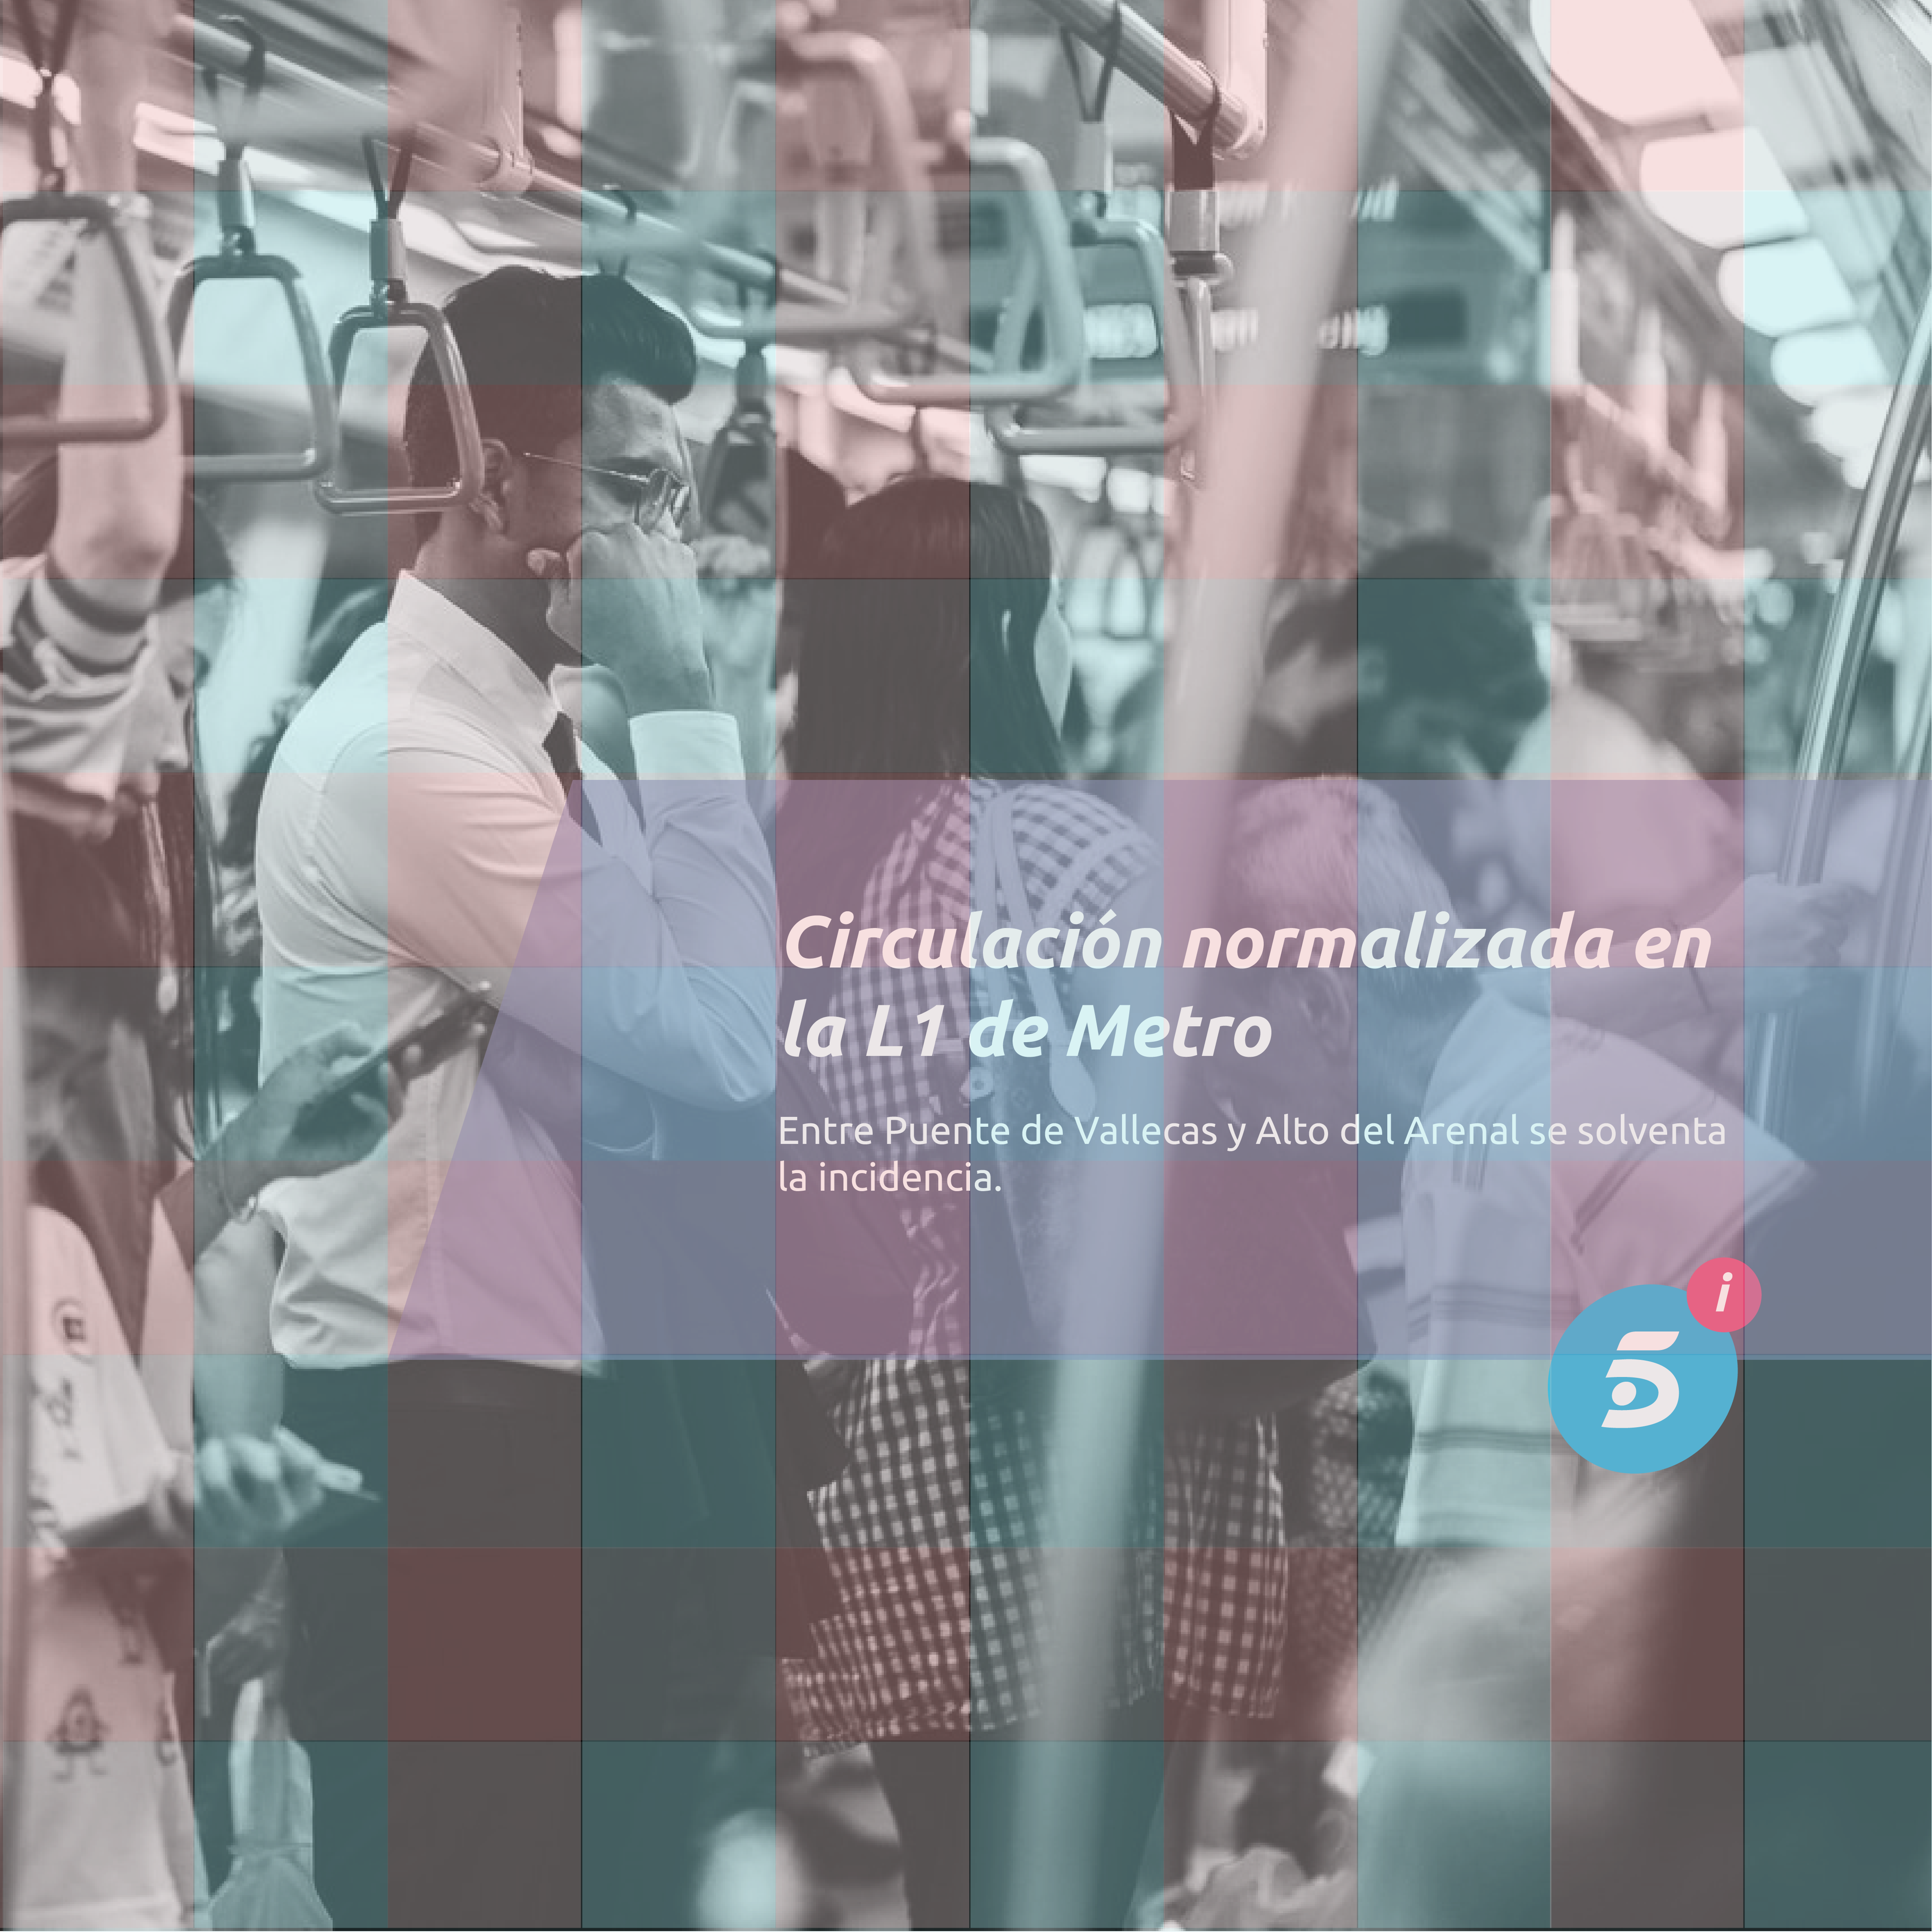 Circulación normalizada en
la L1 de Metro
Entre Puente de Vallecas y Alto del Arenal se solventa
la incidencia.
i
5